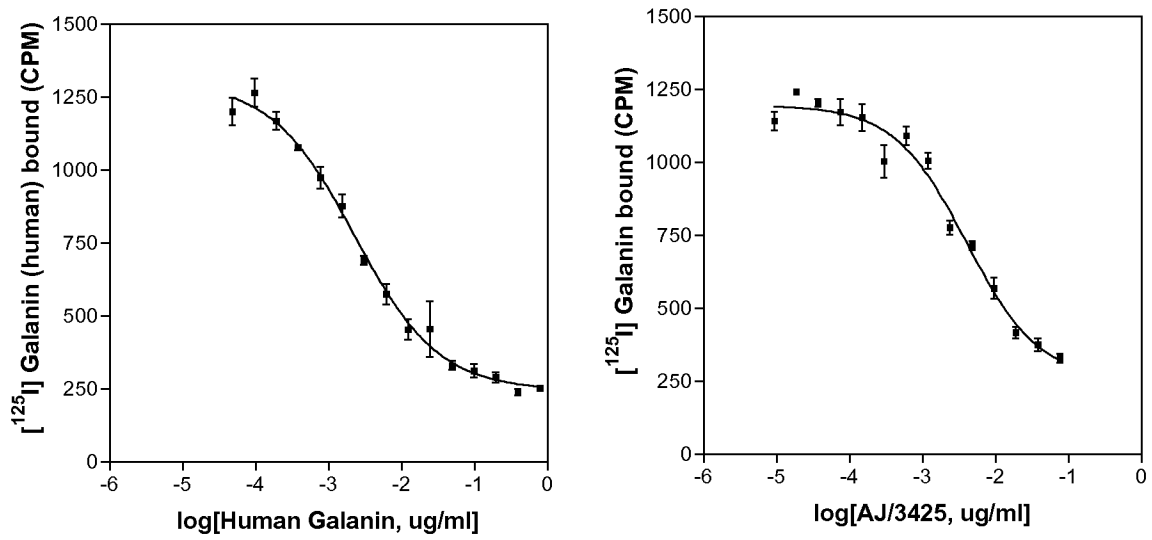 [¹²⁵I] Galanin (human) bound (CPM)
1500
1250
1000
750
500
250
0
-6 -5 -4 -3 -2 -1 0
log[Human Galanin, ug/ml]
[¹²⁵I] Galanin bound (CPM)
1500
1250
1000
750
500
250
0
-6 -5 -4 -3 -2 -1 0
log[AJ/3425, ug/ml]